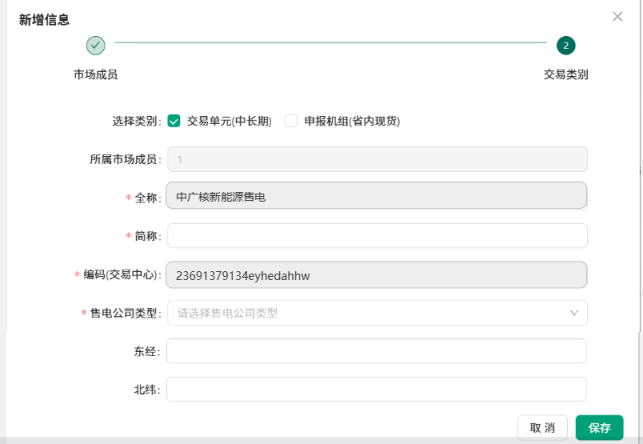 新增信息
2
市场成员
交易类别
选择类别: 交易单元(中长期) 申报机组(省内现货)
所属市场成员: 1
* 全称: 中广核新能源售电
* 简称:
* 编码(交易中心): 23691379134eyhedahhw
* 售电公司类型: 请选择售电公司类型
东经:
北纬:
取 消 保存